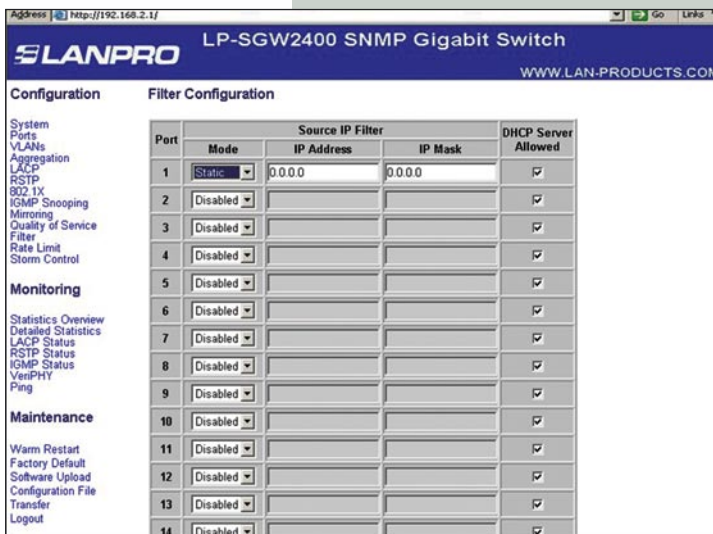 Address http://192.168.2.1/ Go Links
LANPRO
LP-SGW2400 SNMP Gigabit Switch
WWW.LAN-PRODUCTS.COM
Configuration
System
Ports
VLANs
Aggregation
LACP
RSTP
802.1X
IGMP Snooping
Mirroring
Quality of Service
Filter
Rate Limit
Storm Control
Monitoring
Statistics Overview
Detailed Statistics
LACP Status
RSTP Status
IGMP Status
VeriPHY
Ping
Maintenance
Warm Restart
Factory Default
Software Upload
Configuration File
Transfer
Logout
Filter Configuration
Port Source IP Filter DHCP Server Allowed
Mode IP Address IP Mask
1 Static 0.0.0.0 0.0.0.0
2 Disabled
3 Disabled
4 Disabled
5 Disabled
6 Disabled
7 Disabled
8 Disabled
9 Disabled
10 Disabled
11 Disabled
12 Disabled
13 Disabled
14 Disabled